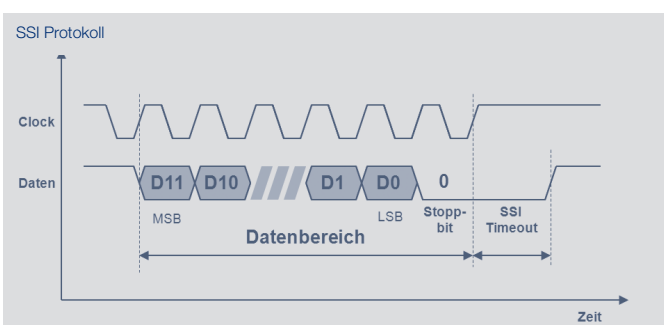 SSI Protokoll
Clock
Daten
D11
D10
D1
D0
0
MSB
LSB
Stopp-
bit
SSI
Timeout
Datenbereich
Zeit